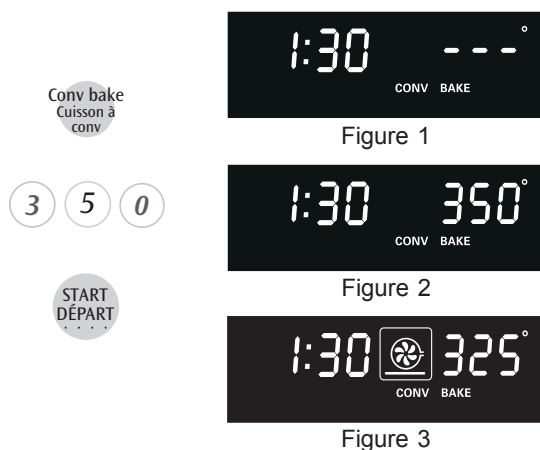 Conv bake
Cuisson à
conv
1:30 ---°
CONV BAKE
Figure 1
3 5 0
1:30 350°
CONV BAKE
Figure 2
START
DÉPART
1:30 325°
CONV BAKE
Figure 3